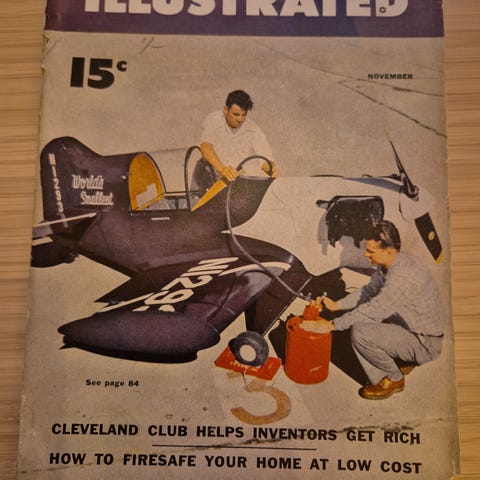 ILLUSTRATED
15c
NOVEMBER
World's
Smallest
See page 84
CLEVELAND CLUB HELPS INVENTORS GET RICH
HOW TO FIRESAFE YOUR HOME AT LOW COST